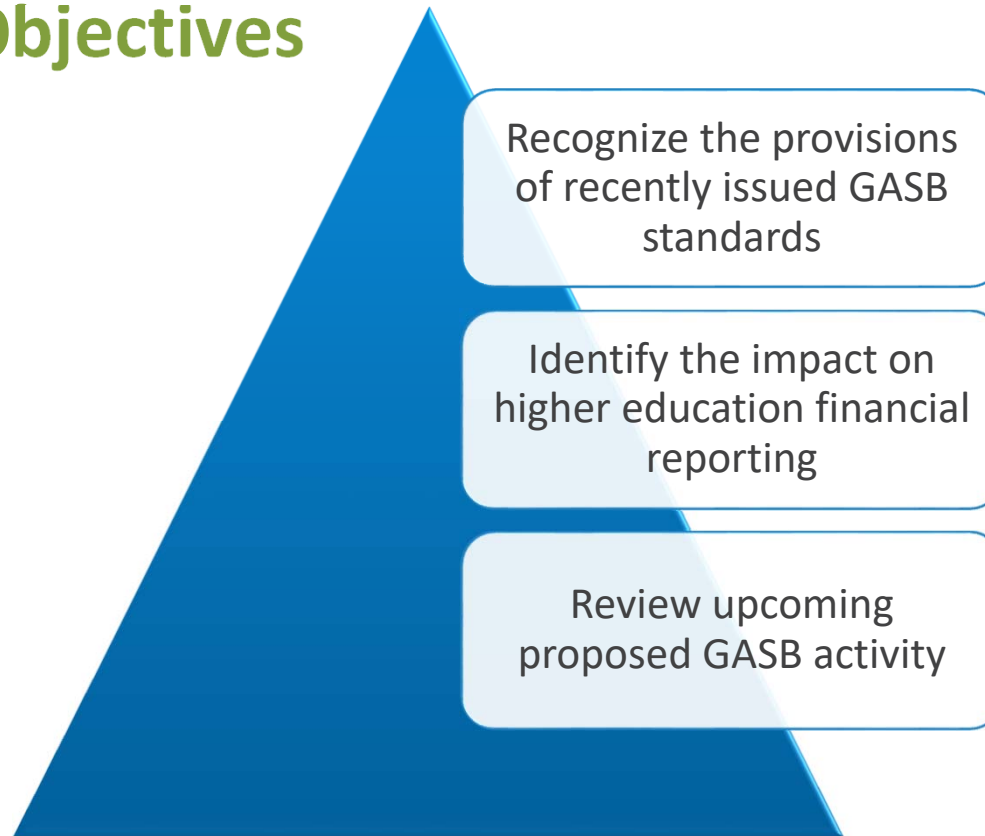 Objectives
Recognize the provisions
of recently issued GASB
standards
Identify the impact on
higher education financial
reporting
Review upcoming
proposed GASB activity